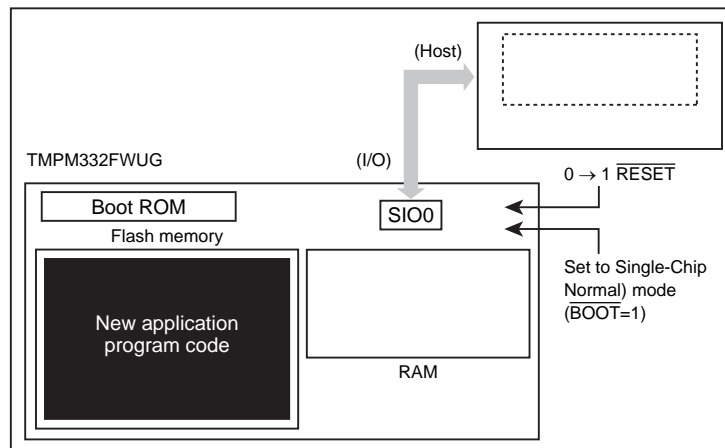 (Host)
TMPM332FWUG
(I/O)
0 → 1 RESET
Boot ROM
SIO0
Flash memory
Set to Single-Chip
Normal) mode
(BOOT=1)
New application
program code
RAM